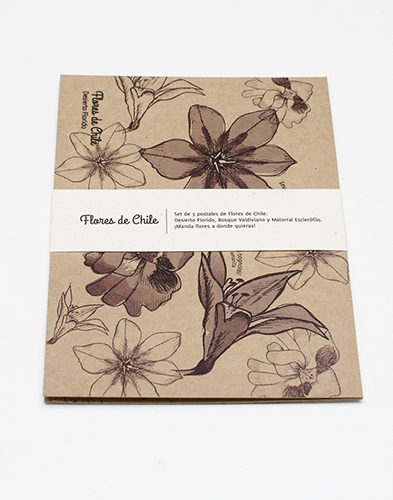 Flores de Chile
Desierto Florido
Flores de Chile
Set de 3 postales de Flores de Chile:
Desierto Florido, Bosque Valdiviano y Matorral Esclerófilo.
¡Manda flores a donde quieras!